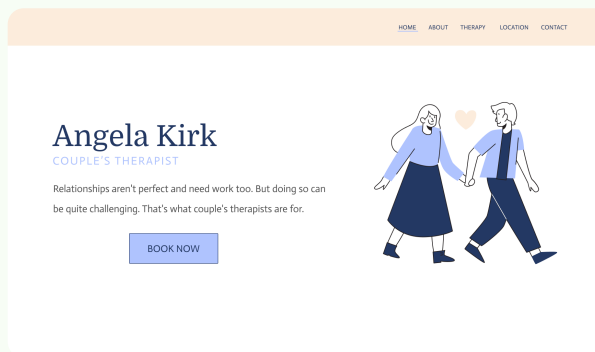 HOME ABOUT THERAPY LOCATION CONTACT
Angela Kirk
COUPLE'S THERAPIST
Relationships aren't perfect and need work too. But doing so can
be quite challenging. That's what couple's therapists are for.
BOOK NOW